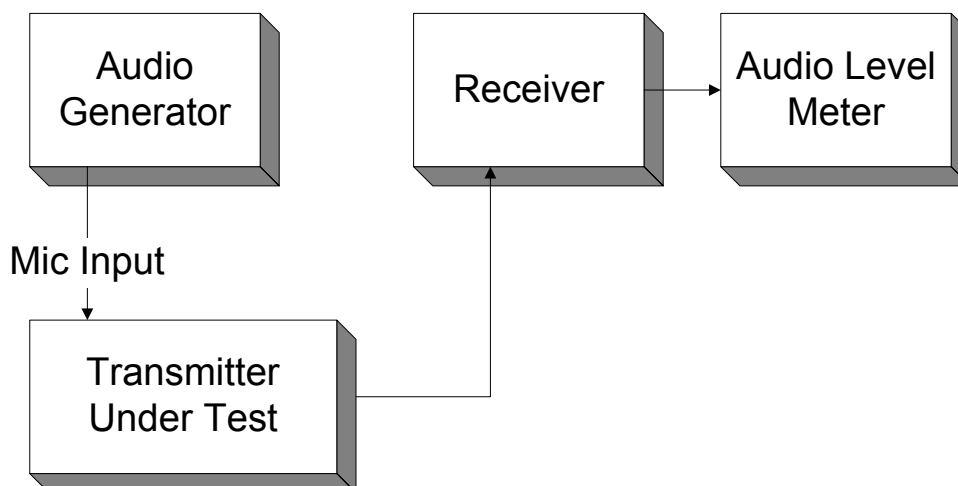 Audio
Generator
Receiver
Audio Level
Meter
Mic Input
Transmitter
Under Test